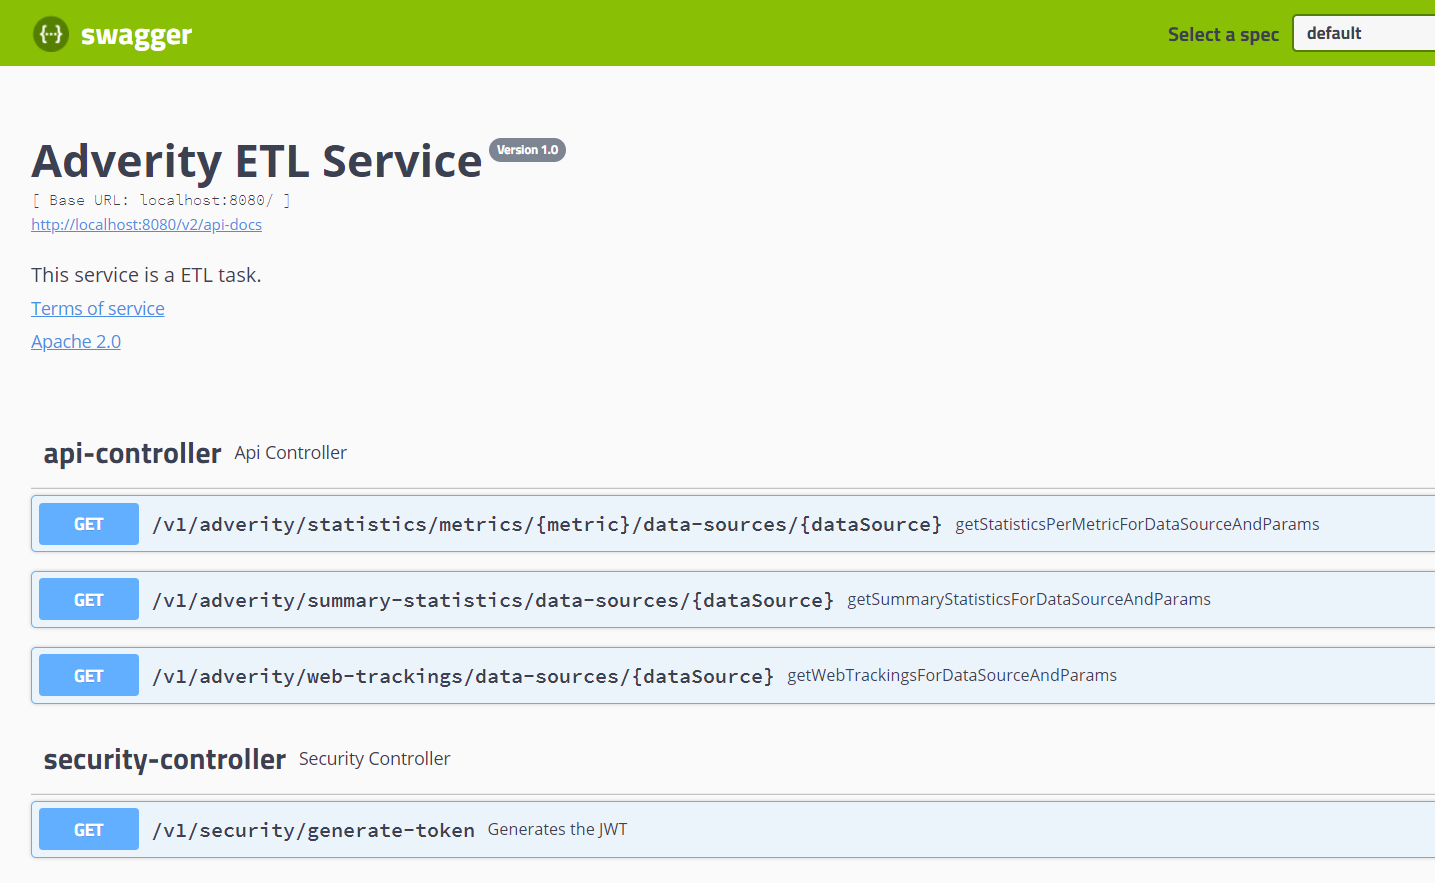 {···} swagger Select a spec default
Adverity ETL Service Version 1.0
[ Base URL: localhost:8080/ ]
http://localhost:8080/v2/api-docs
This service is a ETL task.
Terms of service
Apache 2.0
api-controller Api Controller
GET /v1/adverity/statistics/metrics/{metric}/data-sources/{dataSource} getStatisticsPerMetricForDataSourceAndParams
GET /v1/adverity/summary-statistics/data-sources/{dataSource} getSummaryStatisticsForDataSourceAndParams
GET /v1/adverity/web-trackings/data-sources/{dataSource} getWebTrackingsForDataSourceAndParams
security-controller Security Controller
GET /v1/security/generate-token Generates the JWT